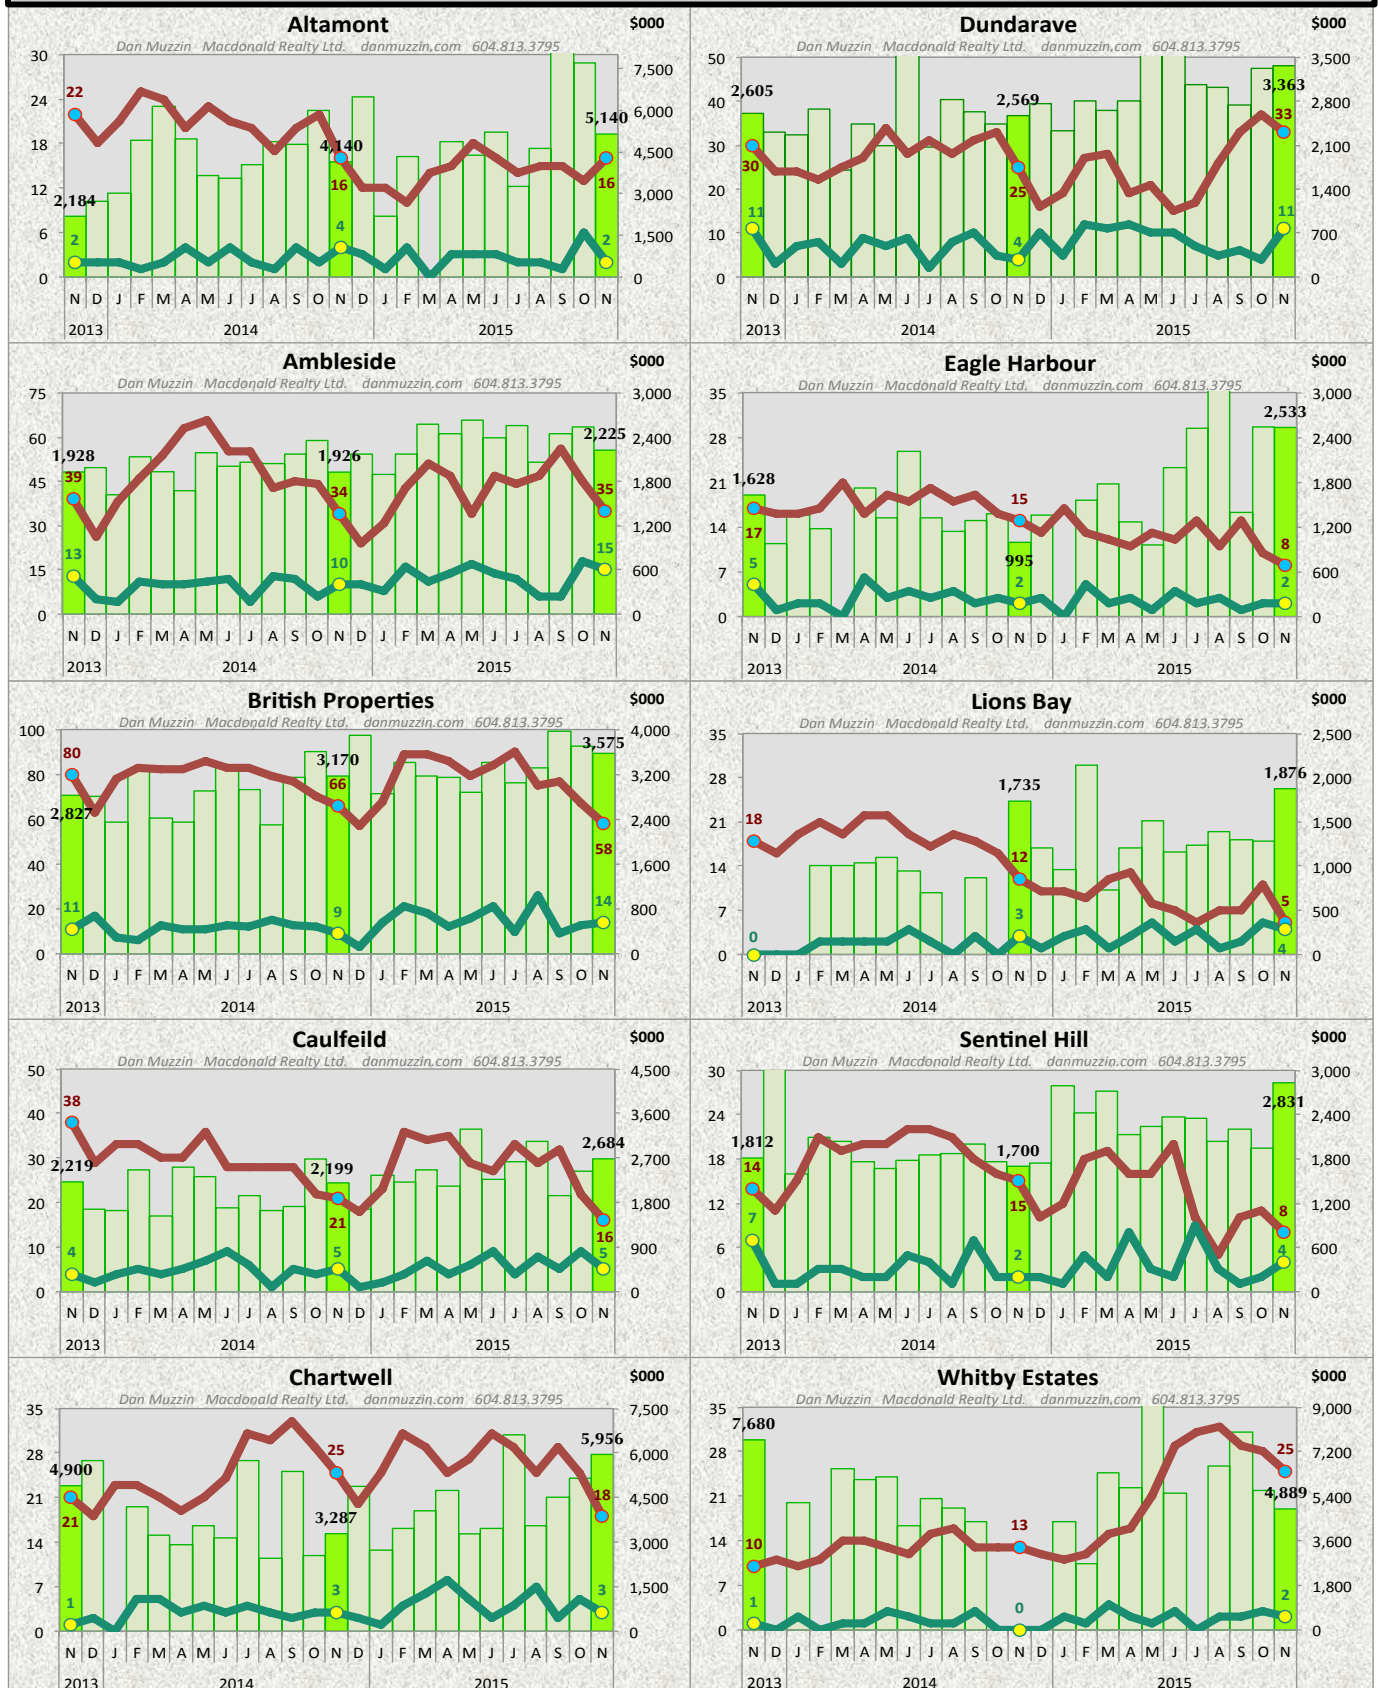 Altamont $000
Dan Muzzin Macdonald Realty Ltd. danmuzzin.com 604.813.3795
30 24 18 12 6 0
7,500 6,000 4,500 3,000 1,500 0
22 2,184 2 4,140 16 4 5,140 16 2
N D J F M A M J J A S O N D J F M A M J J A S O N
2013 2014 2015
Dundarave $000
Dan Muzzin Macdonald Realty Ltd. danmuzzin.com 604.813.3795
50 40 30 20 10 0
3,500 2,800 2,100 1,400 700 0
2,605 30 11 2,569 25 4 3,363 33 11
N D J F M A M J J A S O N D J F M A M J J A S O N
2013 2014 2015
Ambleside $000
Dan Muzzin Macdonald Realty Ltd. danmuzzin.com 604.813.3795
75 60 45 30 15 0
3,000 2,400 1,800 1,200 600 0
1,928 39 13 1,926 34 10 2,225 35 15
N D J F M A M J J A S O N D J F M A M J J A S O N
2013 2014 2015
Eagle Harbour $000
Dan Muzzin Macdonald Realty Ltd. danmuzzin.com 604.813.3795
35 28 21 14 7 0
3,000 2,400 1,800 1,200 600 0
1,628 17 5 15 995 2 2,533 8 2
N D J F M A M J J A S O N D J F M A M J J A S O N
2013 2014 2015
British Properties $000
Dan Muzzin Macdonald Realty Ltd. danmuzzin.com 604.813.3795
100 80 60 40 20 0
4,000 3,200 2,400 1,600 800 0
80 2,827 11 3,170 66 9 3,575 58 14
N D J F M A M J J A S O N D J F M A M J J A S O N
2013 2014 2015
Lions Bay $000
Dan Muzzin Macdonald Realty Ltd. danmuzzin.com 604.813.3795
35 28 21 14 7 0
2,500 2,000 1,500 1,000 500 0
18 0 1,735 12 3 1,876 5 4
N D J F M A M J J A S O N D J F M A M J J A S O N
2013 2014 2015
Caulfeild $000
Dan Muzzin Macdonald Realty Ltd. danmuzzin.com 604.813.3795
50 40 30 20 10 0
4,500 3,600 2,700 1,800 900 0
38 2,219 4 2,199 21 5 2,684 16 5
N D J F M A M J J A S O N D J F M A M J J A S O N
2013 2014 2015
Sentinel Hill $000
Dan Muzzin Macdonald Realty Ltd. danmuzzin.com 604.813.3795
30 24 18 12 6 0
3,000 2,400 1,800 1,200 600 0
1,812 14 7 1,700 15 2 2,831 8 4
N D J F M A M J J A S O N D J F M A M J J A S O N
2013 2014 2015
Chartwell $000
Dan Muzzin Macdonald Realty Ltd. danmuzzin.com 604.813.3795
35 28 21 14 7 0
7,500 6,000 4,500 3,000 1,500 0
4,900 21 1 25 3,287 3 5,956 18 3
N D J F M A M J J A S O N D J F M A M J J A S O N
2013 2014 2015
Whitby Estates $000
Dan Muzzin Macdonald Realty Ltd. danmuzzin.com 604.813.3795
35 28 21 14 7 0
9,000 7,200 5,400 3,600 1,800 0
7,680 10 1 13 0 25 4,889 2
N D J F M A M J J A S O N D J F M A M J J A S O N
2013 2014 2015